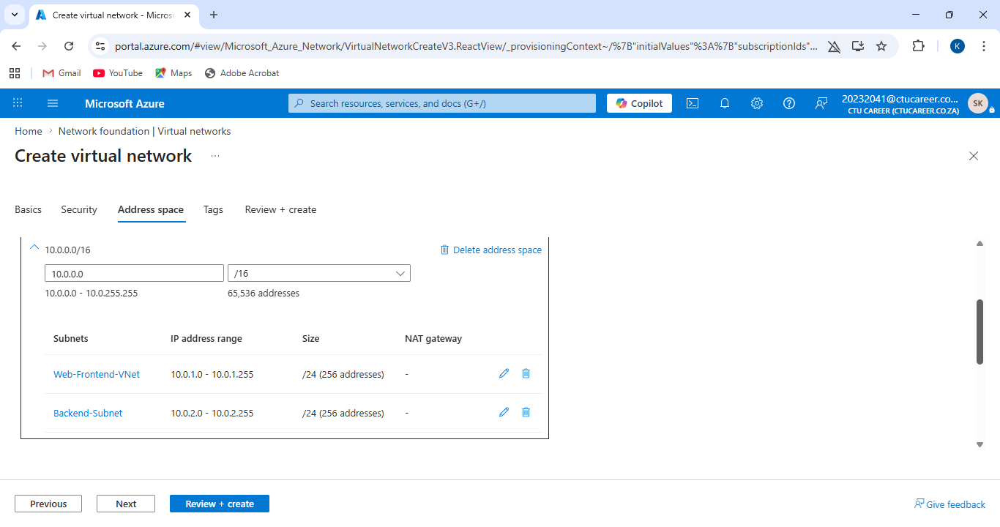 Create virtual network - Micros
portal.azure.com/#view/Microsoft_Azure_Network/VirtualNetworkCreateV3.ReactView/_provisioningContext~/%7B"initialValues"%3A%7B"subscriptionIds"...
K
Gmail YouTube Maps Adobe Acrobat
Microsoft Azure
Search resources, services, and docs (G+/)
Copilot
20232041@ctucareer.co...
CTU CAREER (CTUCAREER.CO.ZA)
SK
Home > Network foundation | Virtual networks
Create virtual network ...
Basics Security Address space Tags Review + create
10.0.0.0/16 Delete address space
10.0.0.0 /16
10.0.0.0 - 10.0.255.255 65,536 addresses
Subnets IP address range Size NAT gateway
Web-Frontend-VNet 10.0.1.0 - 10.0.1.255 /24 (256 addresses) -
Backend-Subnet 10.0.2.0 - 10.0.2.255 /24 (256 addresses) -
Previous Next Review + create Give feedback